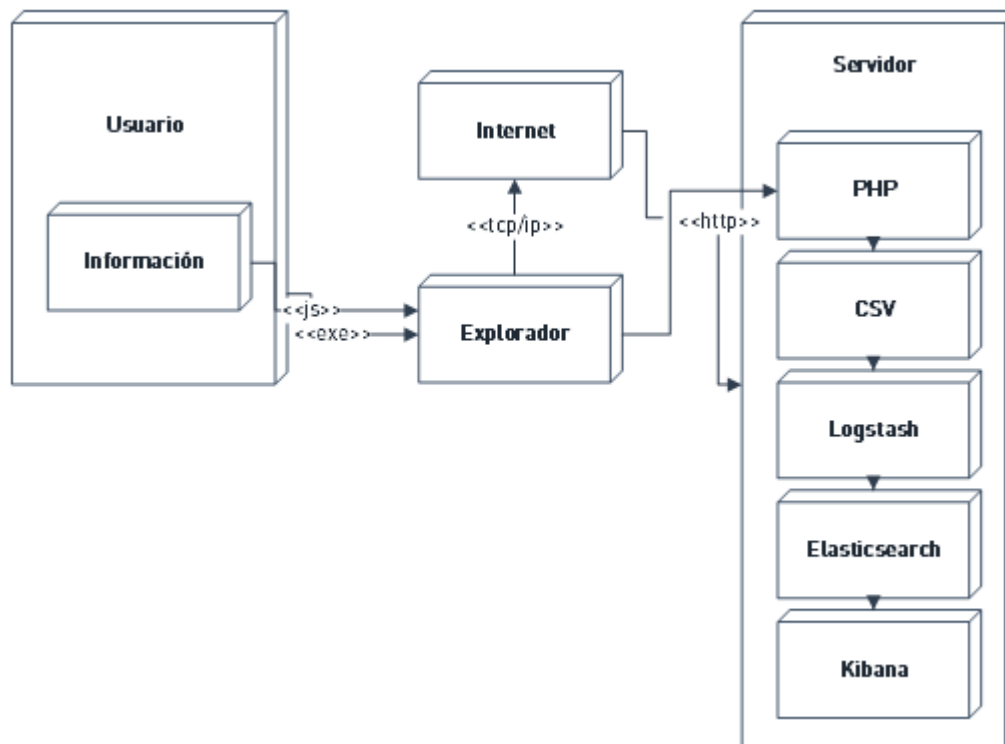 Servidor
Usuario
Internet
PHP
<<tcp/ip>>
<<http>>
Información
<<js>>
<<exe>>
Explorador
CSV
Logstash
Elasticsearch
Kibana